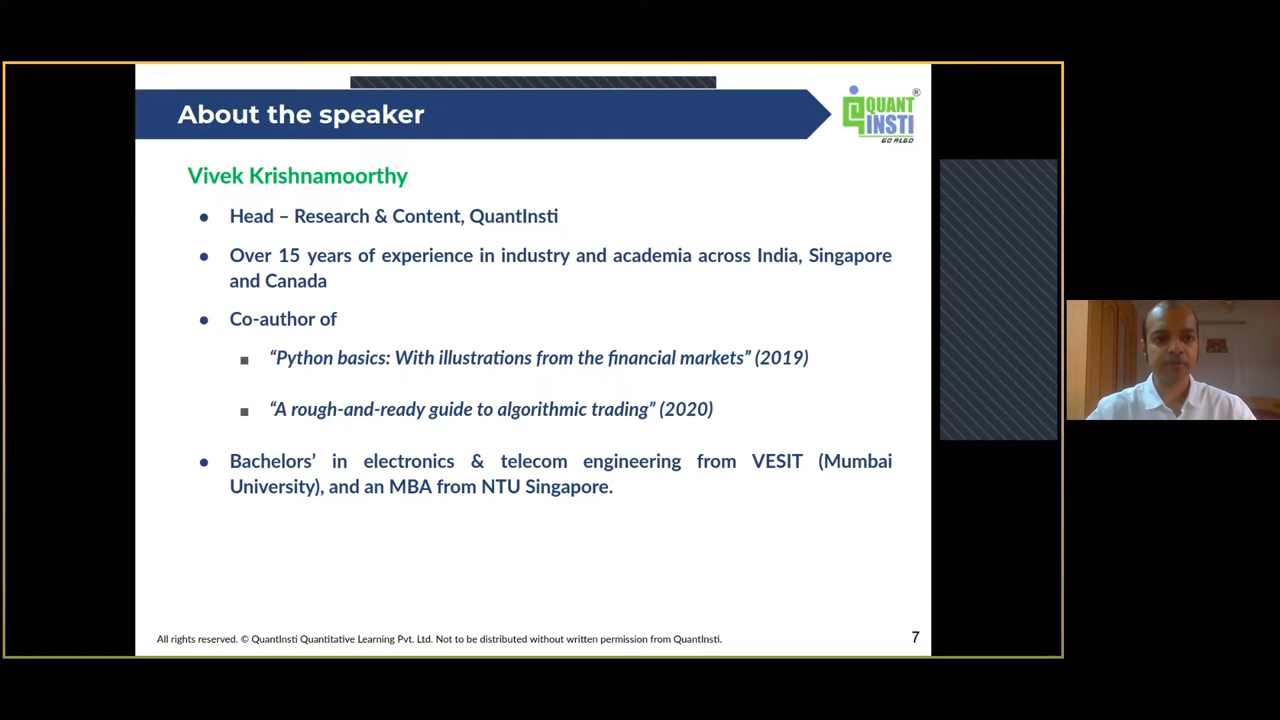 About the speaker
QUANT
INSTI
GO ALGO
®
Vivek Krishnamoorthy
● Head – Research & Content, QuantInsti
● Over 15 years of experience in industry and academia across India, Singapore
and Canada
● Co-author of
■ “Python basics: With illustrations from the financial markets” (2019)
■ “A rough-and-ready guide to algorithmic trading” (2020)
● Bachelors’ in electronics & telecom engineering from VESIT (Mumbai
University), and an MBA from NTU Singapore.
All rights reserved. © QuantInsti Quantitative Learning Pvt. Ltd. Not to be distributed without written permission from QuantInsti.
7